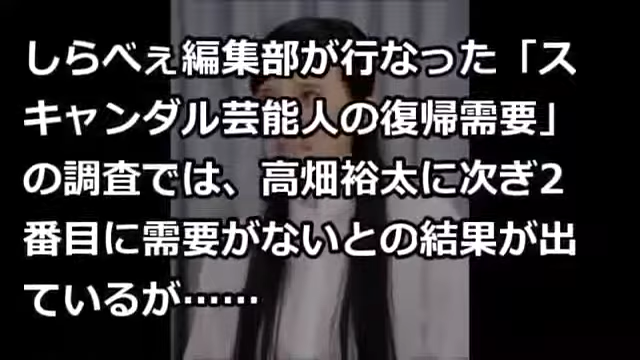 しらべぇ編集部が行なった「ス
キャンダル芸能人の復帰需要」
の調査では、高畑裕太に次ぎ2
番目に需要がないとの結果が出
ているが……